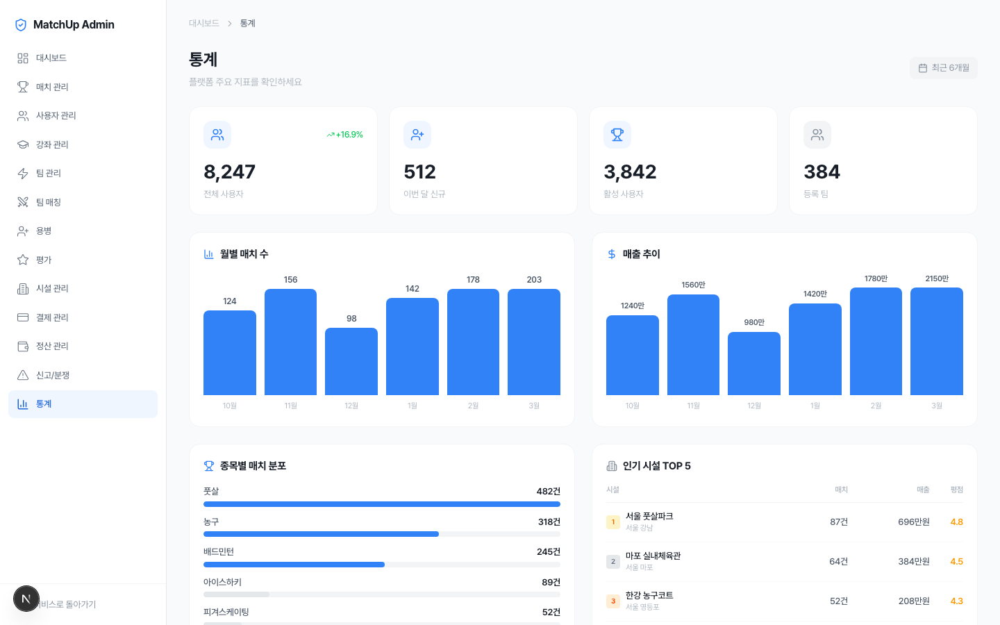 MatchUp Admin
대시보드
매치 관리
사용자 관리
강좌 관리
팀 관리
팀 매칭
용병
평가
시설 관리
결제 관리
정산 관리
신고/분쟁
통계
N
비스로 돌아가기
대시보드 > 통계
통계
플랫폼 주요 지표를 확인하세요
최근 6개월
+16.9%
8,247
전체 사용자
512
이번 달 신규
3,842
활성 사용자
384
등록 팀
월별 매치 수
124 156 98 142 178 203
10월 11월 12월 1월 2월 3월
매출 추이
1240만 1560만 980만 1420만 1780만 2150만
10월 11월 12월 1월 2월 3월
종목별 매치 분포
풋살 482건
농구 318건
배드민턴 245건
아이스하키 89건
피겨스케이팅 52건
인기 시설 TOP 5
시설 매치 매출 평점
1 서울 풋살파크 87건 696만원 4.8
서울 강남
2 마포 실내체육관 64건 384만원 4.5
서울 마포
3 한강 농구코트 52건 208만원 4.3
서울 영등포